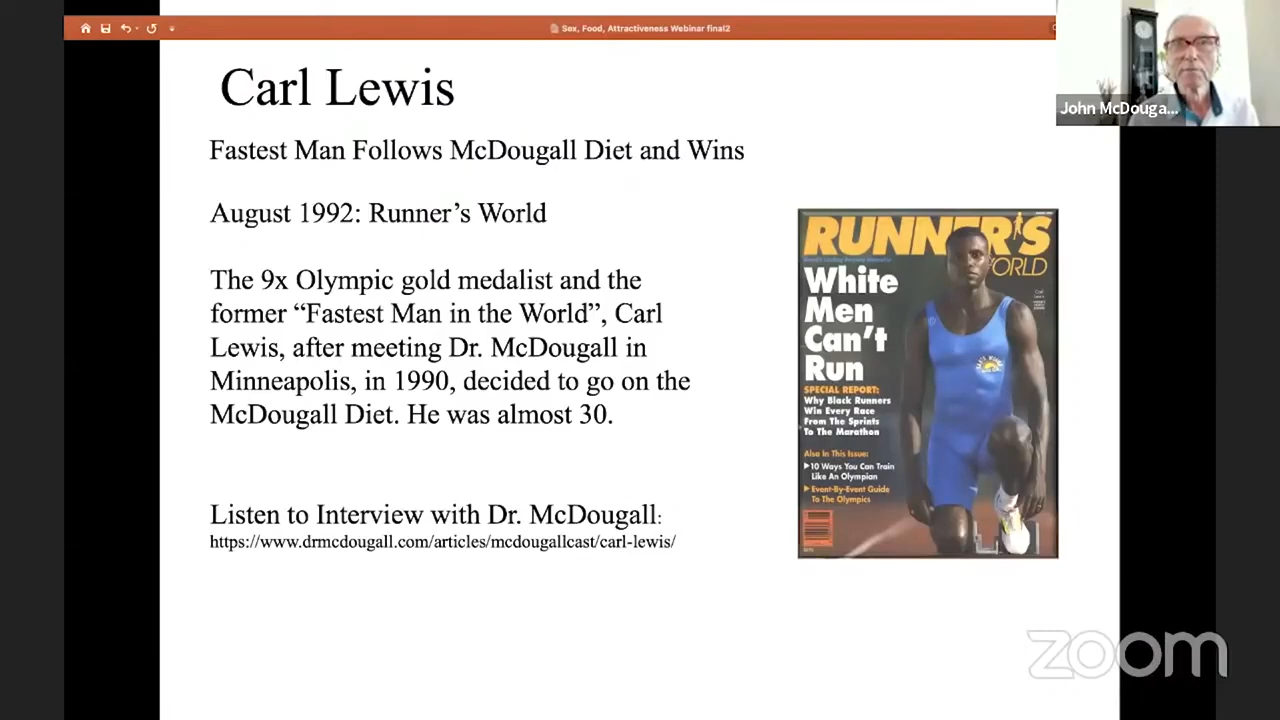 Sex, Food, Attractiveness Webinar final2
John McDouga...
Carl Lewis
Fastest Man Follows McDougall Diet and Wins
August 1992: Runner's World
The 9x Olympic gold medalist and the
former “Fastest Man in the World”, Carl
Lewis, after meeting Dr. McDougall in
Minneapolis, in 1990, decided to go on the
McDougall Diet. He was almost 30.
Listen to Interview with Dr. McDougall:
https://www.drmcdougall.com/articles/mcdougallcast/carl-lewis/
RUNNER'S
WORLD
White
Men
Can't
Run
SPECIAL REPORT:
Why Black Runners
Win Every Race
From The Sprints
To The Marathon
Also In This Issue:
10 Ways You Can Train
Like An Olympian
Event-By-Event Guide
To The Olympics
zoom